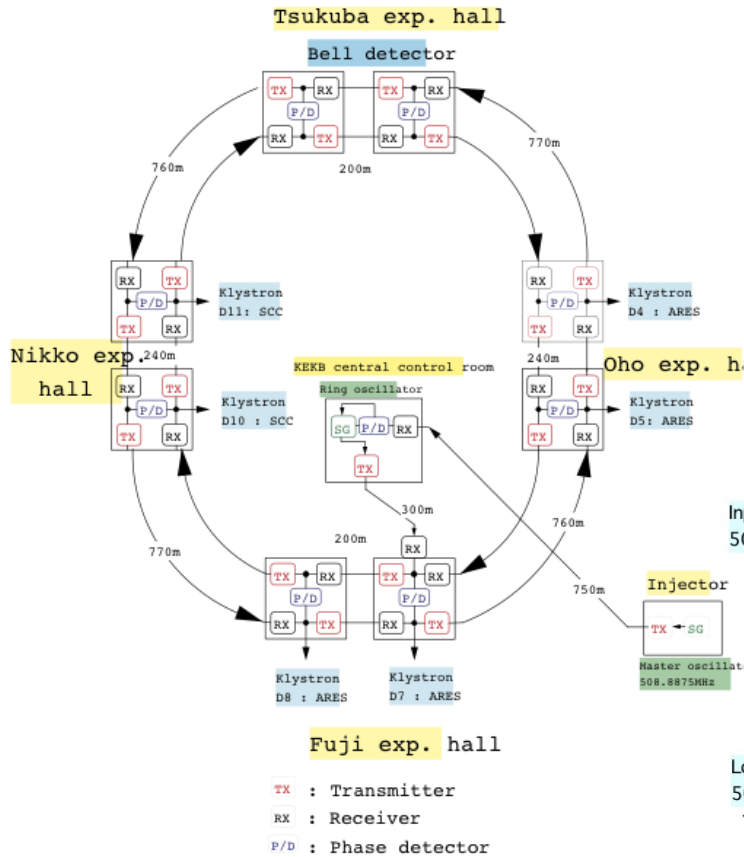 Tsukuba exp. hall
Bell detector
TX RX TX RX
P/D P/D
RX TX RX TX
760m
200m
770m
RX TX
P/D
TX RX
Klystron
D11: SCC
RX TX
P/D
TX RX
Klystron
D4 : ARES
Nikko exp.
hall
240m
KEKB central control room
240m
Oho exp.
RX TX
P/D
TX RX
Klystron
D10 : SCC
Ring oscillator
SG P/D RX
TX
RX TX
P/D
TX RX
Klystron
D5: ARES
300m
770m
200m
RX
760m
TX RX TX RX
P/D P/D
RX TX RX TX
750m
Injector
TX SG
Master
508.8875MHz
Klystron
D8 : ARES
Klystron
D7 : ARES
Fuji exp. hall
TX : Transmitter
RX : Receiver
P/D : Phase detector